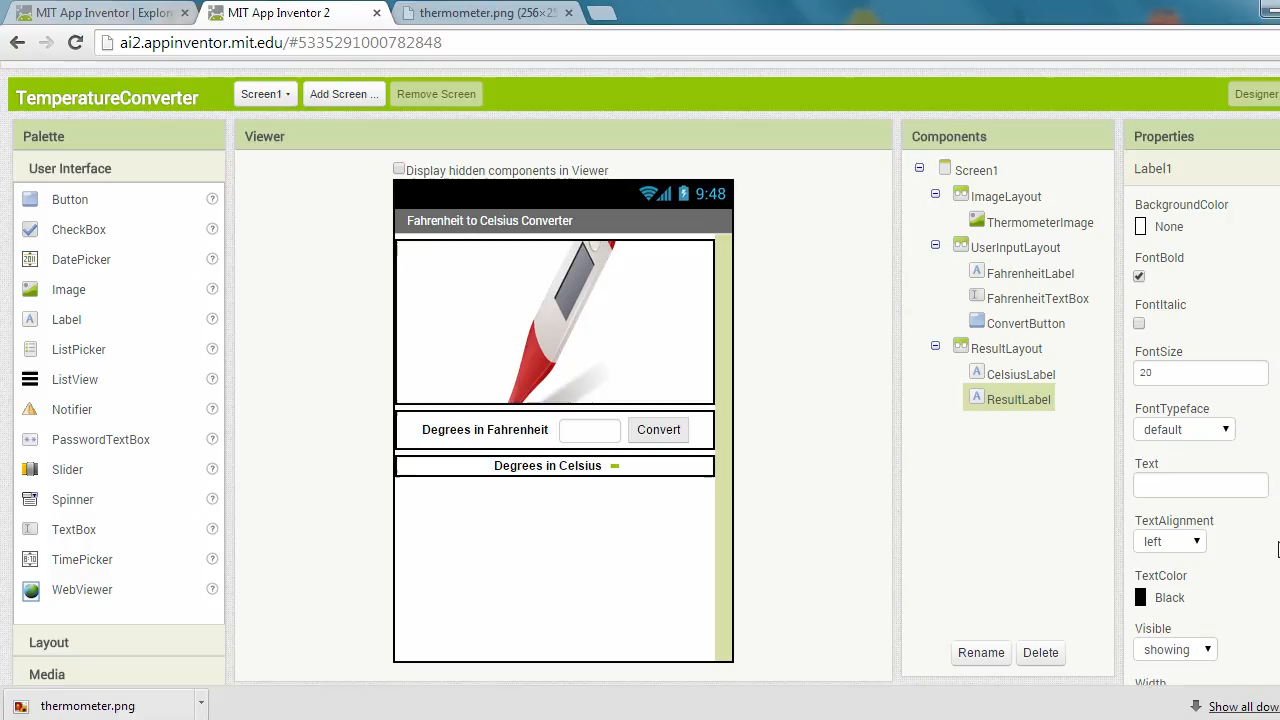 MIT App Inventor | Explor
MIT App Inventor 2
thermometer.png (256×25
ai2.appinventor.mit.edu/#5335291000782848
TemperatureConverter
Screen1
Add Screen ...
Remove Screen
Designer
Palette
Viewer
Components
Properties
User Interface
Button
CheckBox
DatePicker
Image
Label
ListPicker
ListView
Notifier
PasswordTextBox
Slider
Spinner
TextBox
TimePicker
WebViewer
Layout
Media
Display hidden components in Viewer
9:48
Fahrenheit to Celsius Converter
Degrees in Fahrenheit
Convert
Degrees in Celsius
Screen1
ImageLayout
ThermometerImage
UserInputLayout
FahrenheitLabel
FahrenheitTextBox
ConvertButton
ResultLayout
CelsiusLabel
ResultLabel
Rename
Delete
Label1
BackgroundColor
None
FontBold
FontItalic
FontSize
20
FontTypeface
default
Text
TextAlignment
left
TextColor
Black
Visible
showing
Width
thermometer.png
Show all dow